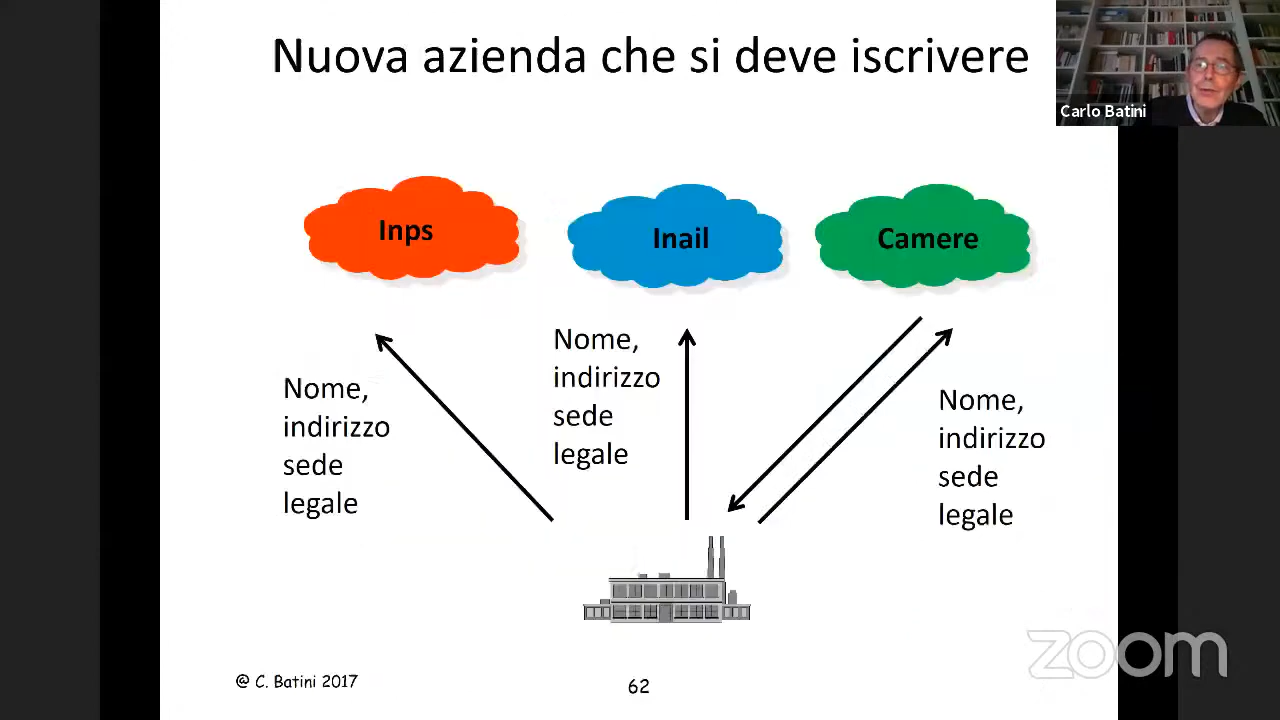 Nuova azienda che si deve iscrivere
Carlo Batini
Inps
Inail
Camere
Nome,
indirizzo
sede
legale
Nome,
indirizzo
sede
legale
Nome,
indirizzo
sede
legale
zoom
@ C. Batini 2017
62